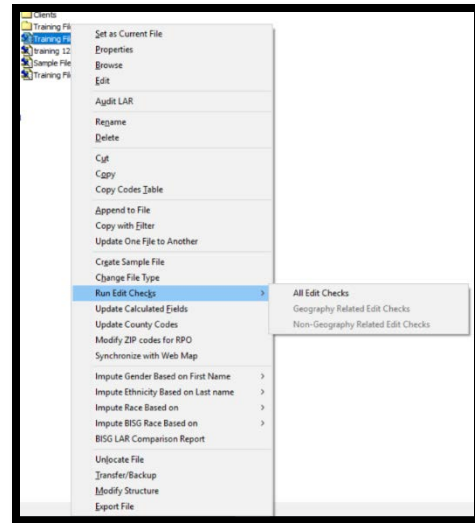 Clients
Training Fil
Training Fil
training 12
Sample File
Training Fil
Set as Current File
Properties
Browse
Edit
Audit LAR
Rename
Delete
Cut
Copy
Copy Codes Table
Append to File
Copy with Filter
Update One File to Another
Create Sample File
Change File Type
Run Edit Checks >
All Edit Checks
Geography Related Edit Checks
Non-Geography Related Edit Checks
Update Calculated Fields
Update County Codes
Modify ZIP codes for RPO
Synchronize with Web Map
Impute Gender Based on First Name >
Impute Ethnicity Based on Last name >
Impute Race Based on >
Impute BISG Race Based on >
BISG LAR Comparison Report
Unlocate File
Transfer/Backup
Modify Structure
Export File